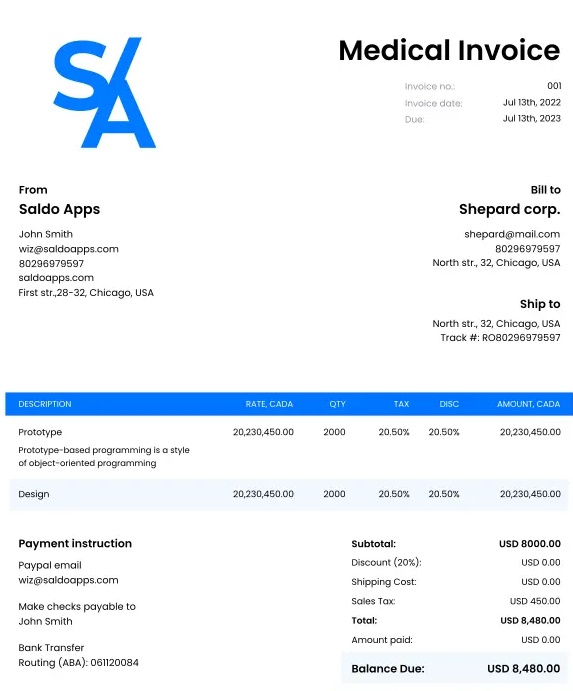 SA
Medical Invoice
Invoice no.: 001
Invoice date: Jul 13th, 2022
Due: Jul 13th, 2023
From
Saldo Apps
John Smith
wiz@saldoapps.com
80296979597
saldoapps.com
First str.,28-32, Chicago, USA
Bill to
Shepard corp.
shepard@mail.com
80296979597
North str., 32, Chicago, USA
Ship to
North str., 32, Chicago, USA
Track #: RO80296979597
DESCRIPTION RATE, CADA QTY TAX DISC AMOUNT, CADA
Prototype 20,230,450.00 2000 20.50% 20.50% 20,230,450.00
Prototype-based programming is a style
of object-oriented programming
Design 20,230,450.00 2000 20.50% 20.50% 20,230,450.00
Payment instruction
Paypal email
wiz@saldoapps.com
Make checks payable to
John Smith
Bank Transfer
Routing (ABA): 061120084
Subtotal: USD 8000.00
Discount (20%): USD 0.00
Shipping Cost: USD 0.00
Sales Tax: USD 450.00
Total: USD 8,480.00
Amount paid: USD 0.00
Balance Due: USD 8,480.00